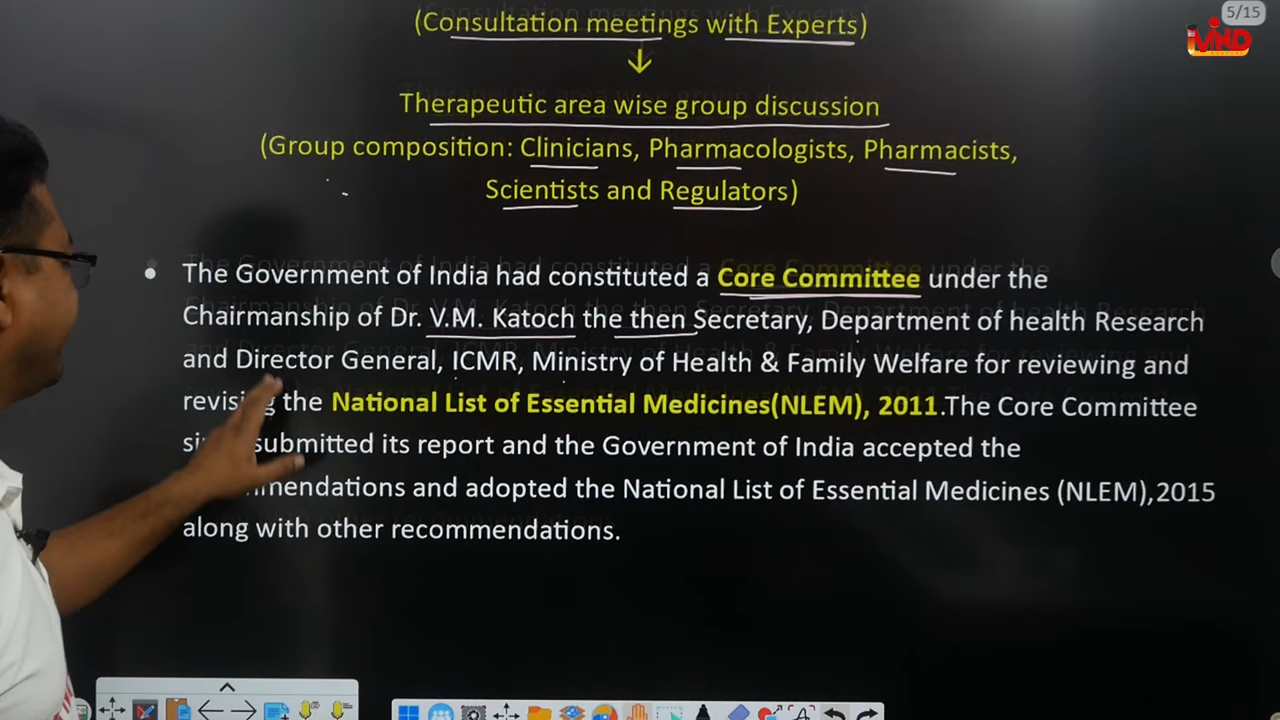 5/15
iMND
(Consultation meetings with Experts)
↓
Therapeutic area wise group discussion
(Group composition: Clinicians, Pharmacologists, Pharmacists,
Scientists and Regulators)
• The Government of India had constituted a Core Committee under the
Chairmanship of Dr. V.M. Katoch the then Secretary, Department of health Research
and Director General, ICMR, Ministry of Health & Family Welfare for reviewing and
the National List of Essential Medicines(NLEM), 2011.The Core Committee
submitted its report and the Government of India accepted the
and adopted the National List of Essential Medicines (NLEM),2015
along with other recommendations.